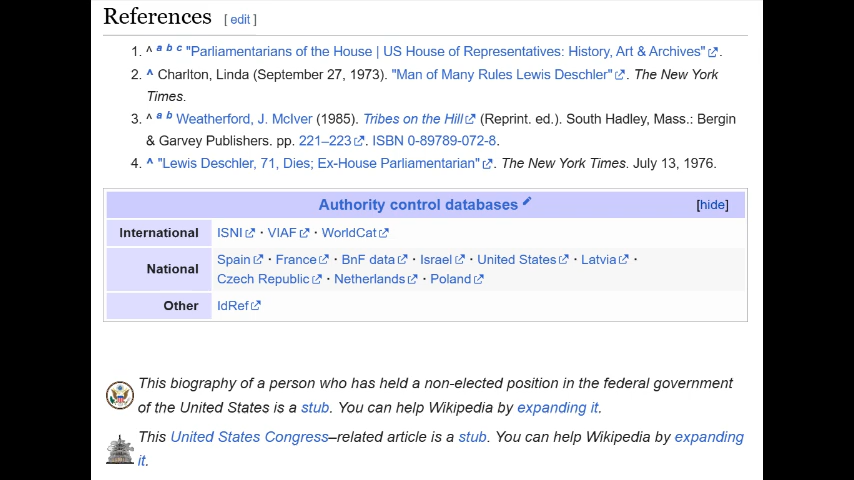 References [ edit ]
1. ^ a b c "Parliamentarians of the House | US House of Representatives: History, Art & Archives".
2. ^ Charlton, Linda (September 27, 1973). "Man of Many Rules Lewis Deschler". The New York
Times.
3. ^ a b Weatherford, J. McIver (1985). Tribes on the Hill (Reprint. ed.). South Hadley, Mass.: Bergin
& Garvey Publishers. pp. 221–223. ISBN 0-89789-072-8.
4. ^ "Lewis Deschler, 71, Dies; Ex-House Parliamentarian". The New York Times. July 13, 1976.
Authority control databases [hide]
International ISNI · VIAF · WorldCat
National Spain · France · BnF data · Israel · United States · Latvia ·
Czech Republic · Netherlands · Poland
Other IdRef
This biography of a person who has held a non-elected position in the federal government
of the United States is a stub. You can help Wikipedia by expanding it.
This United States Congress–related article is a stub. You can help Wikipedia by expanding
it.